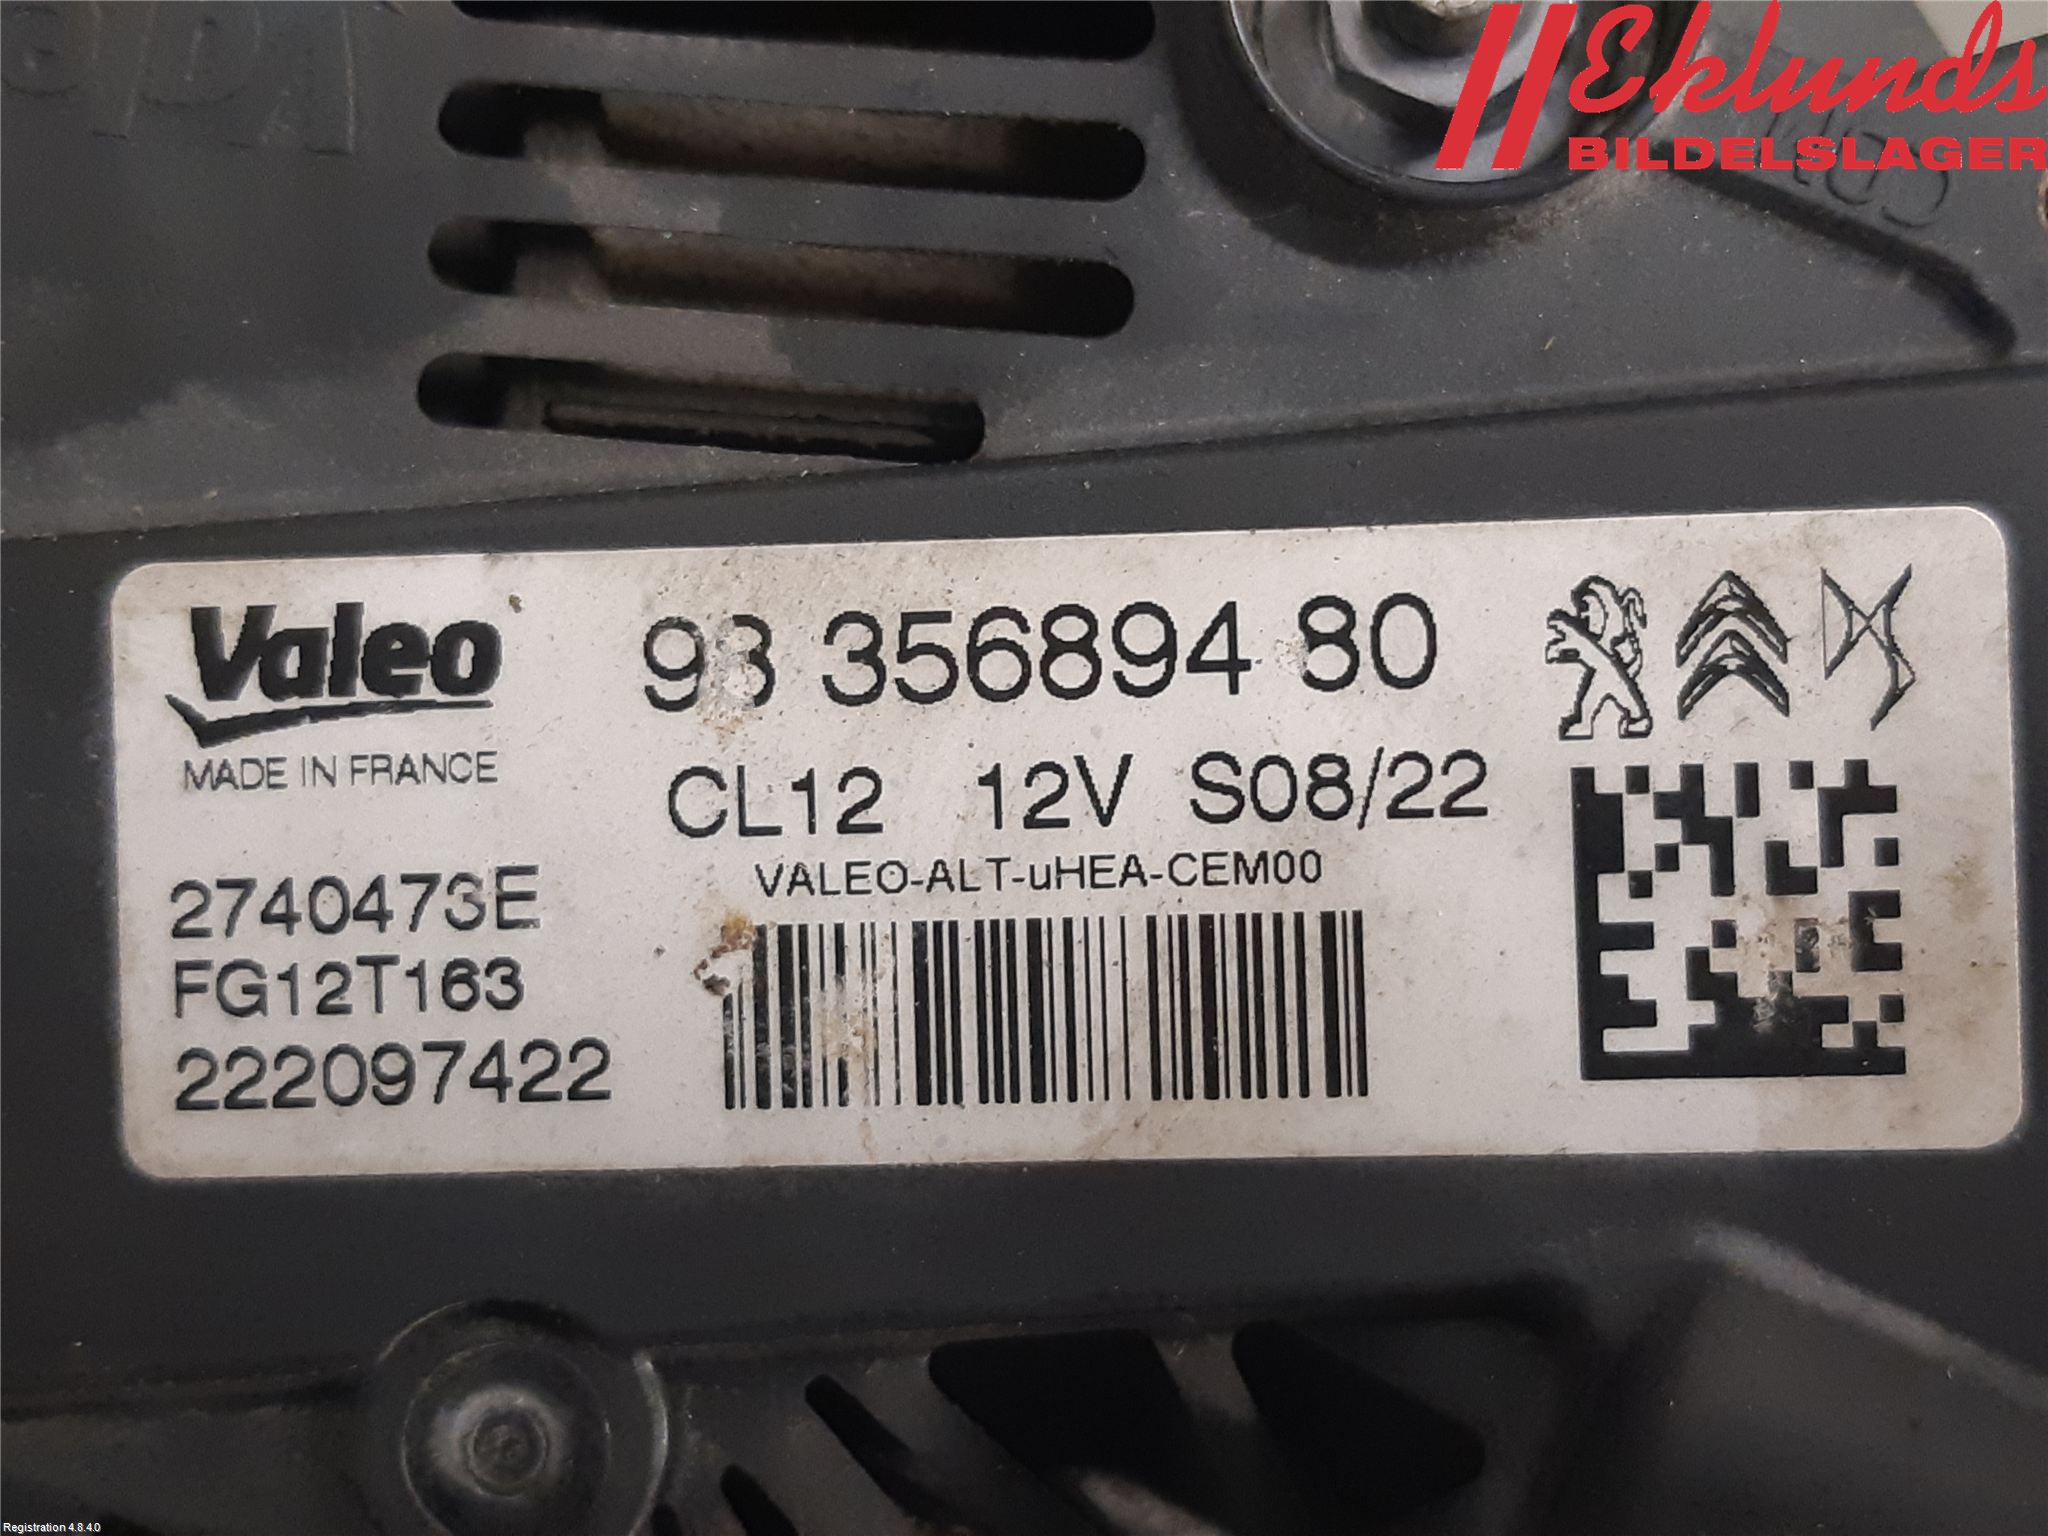 Eklunds
BILDELSLAGER
Valeo
MADE IN FRANCE
98 356894 80
CL12 12V S08/22
VALEO-ALT-uHEA-CEM00
2740473E
FG12T163
222097422
Registration 4.8.4.0